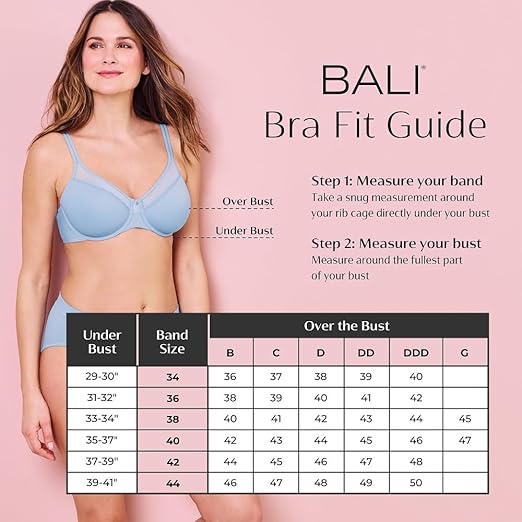 BALI®
Bra Fit Guide
Over Bust
Under Bust
Step 1: Measure your band
Take a snug measurement around
your rib cage directly under your bust
Step 2: Measure your bust
Measure around the fullest part
of your bust
Under Bust Band Size Over the Bust
B C D DD DDD G
29-30" 34 36 37 38 39 40
31-32" 36 38 39 40 41 42
33-34" 38 40 41 42 43 44 45
35-37" 40 42 43 44 45 46 47
37-39" 42 44 45 46 47 48
39-41" 44 46 47 48 49 50